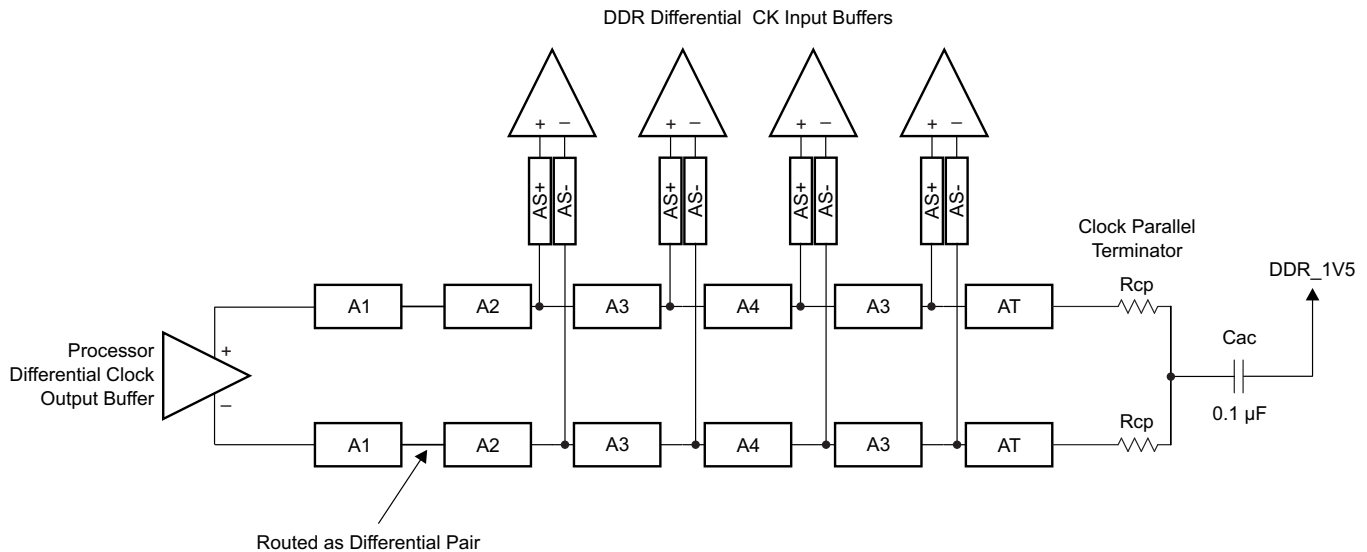 DDR Differential CK Input Buffers
+ − + − + − + −
AS+ AS- AS+ AS- AS+ AS- AS+ AS-
Clock Parallel
Terminator
DDR_1V5
Rcp
A1 A2 A3 A4 A3 AT
Processor
Differential Clock
Output Buffer
+
−
Cac
0.1 µF
Rcp
A1 A2 A3 A4 A3 AT
Routed as Differential Pair